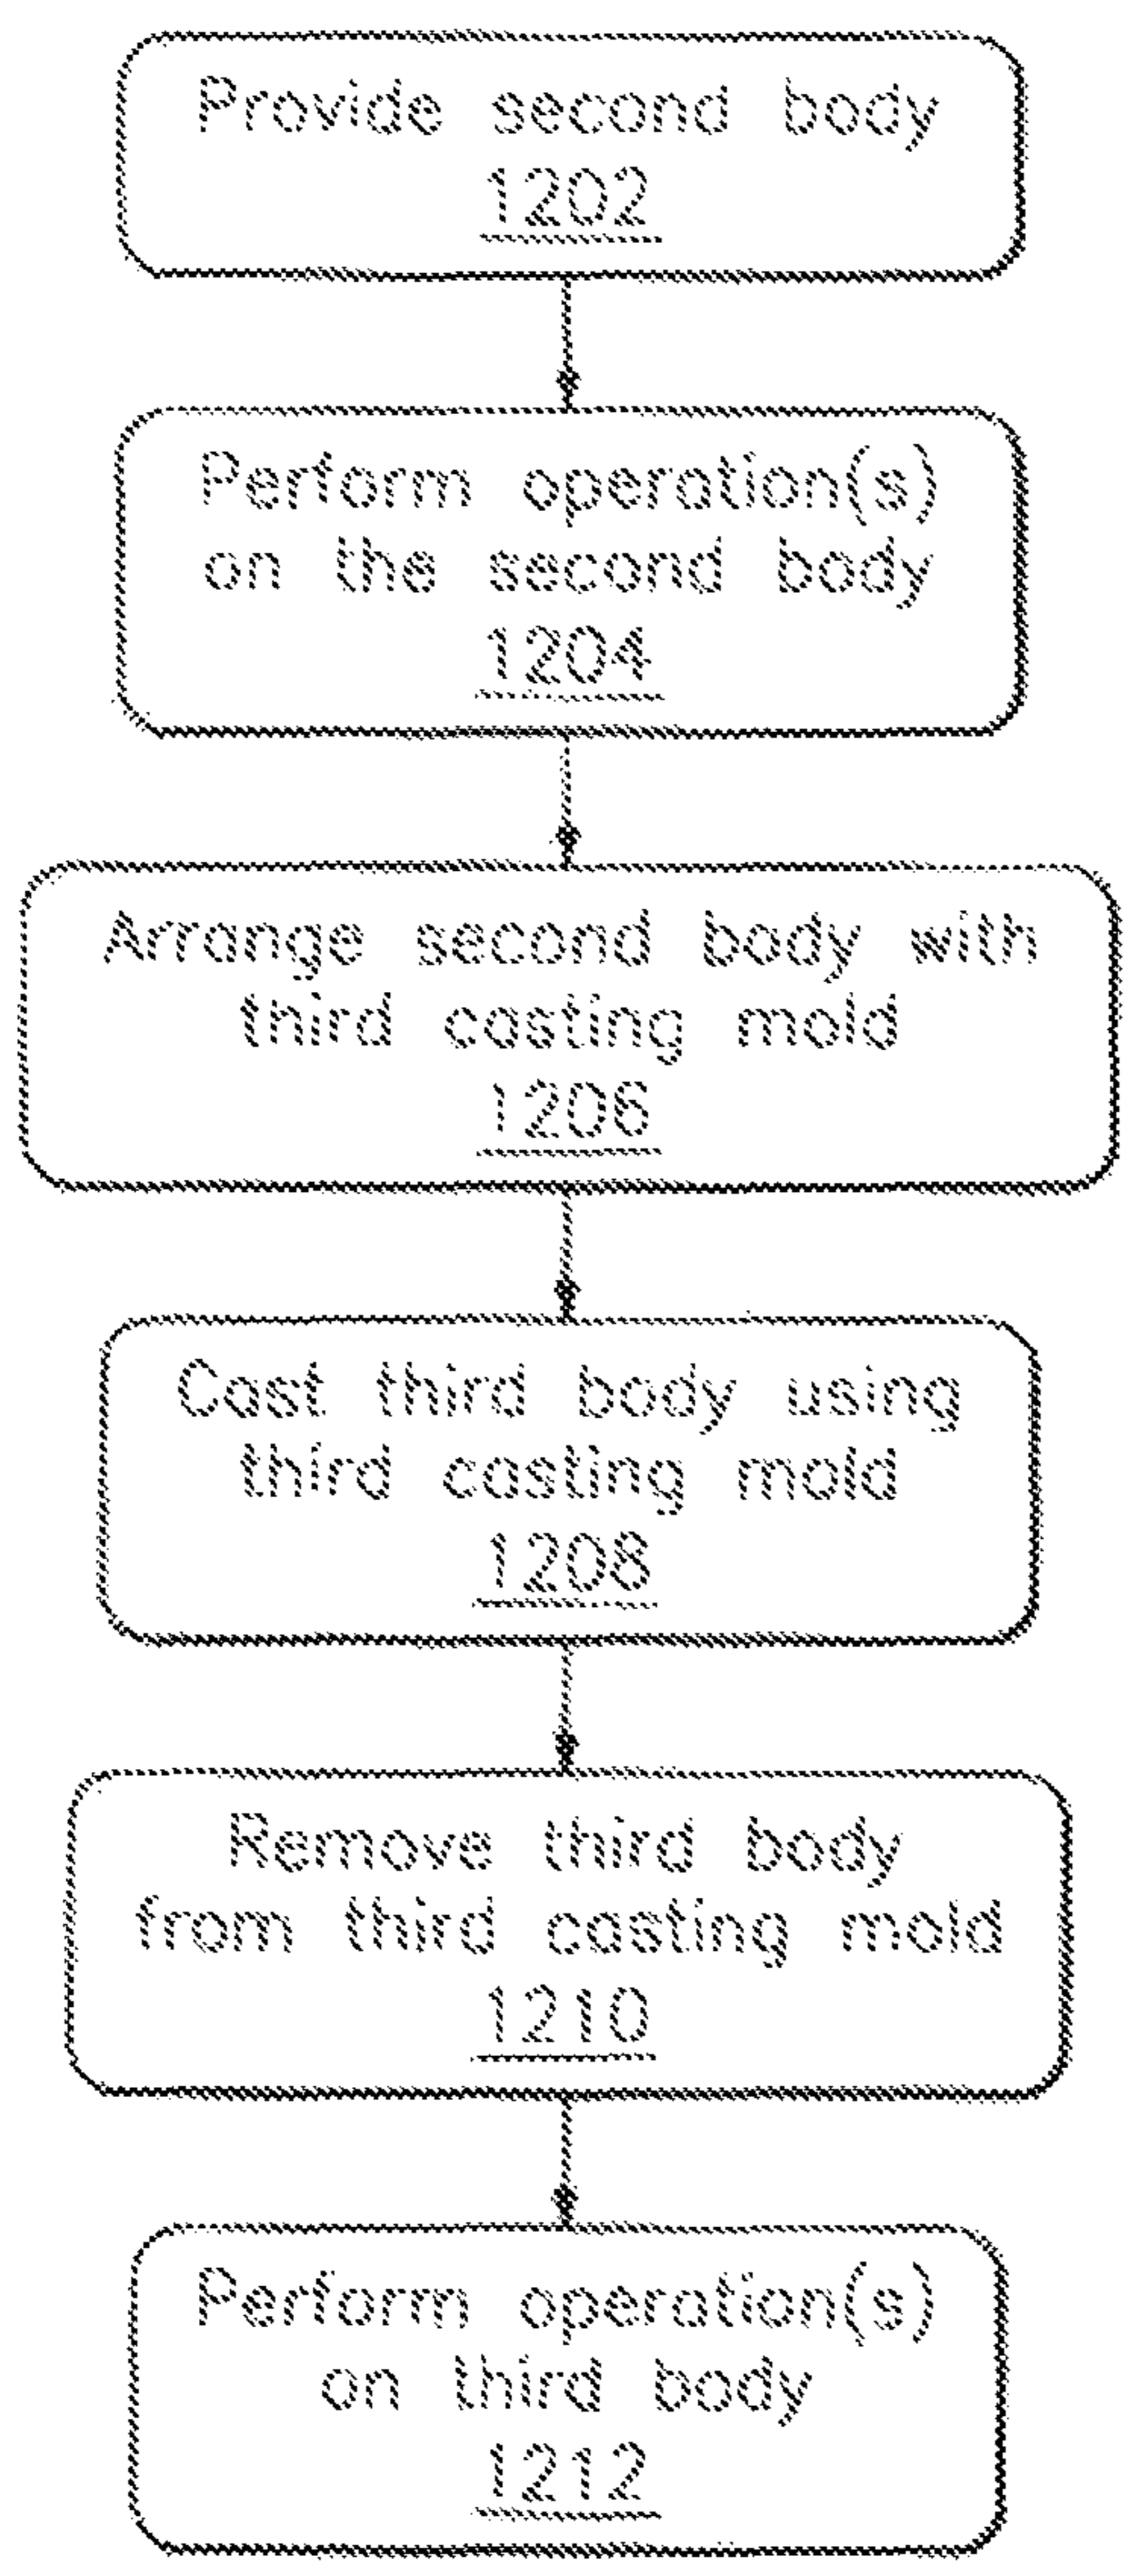 Provide second body
1202
Perform operation(s)
on the second body
1204
Arrange second body with
third casting mold
1206
Cast third body using
third casting mold
1208
Remove third body
from third casting mold
1210
Perform operation(s)
on third body
1212